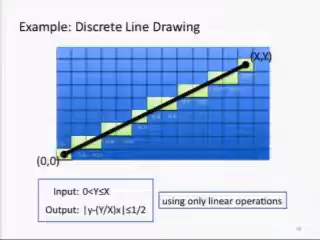 Example: Discrete Line Drawing
(X,Y)
(0,0)
Input: 0<Y≤X
Output: |y-(Y/X)x|≤1/2
using only linear operations